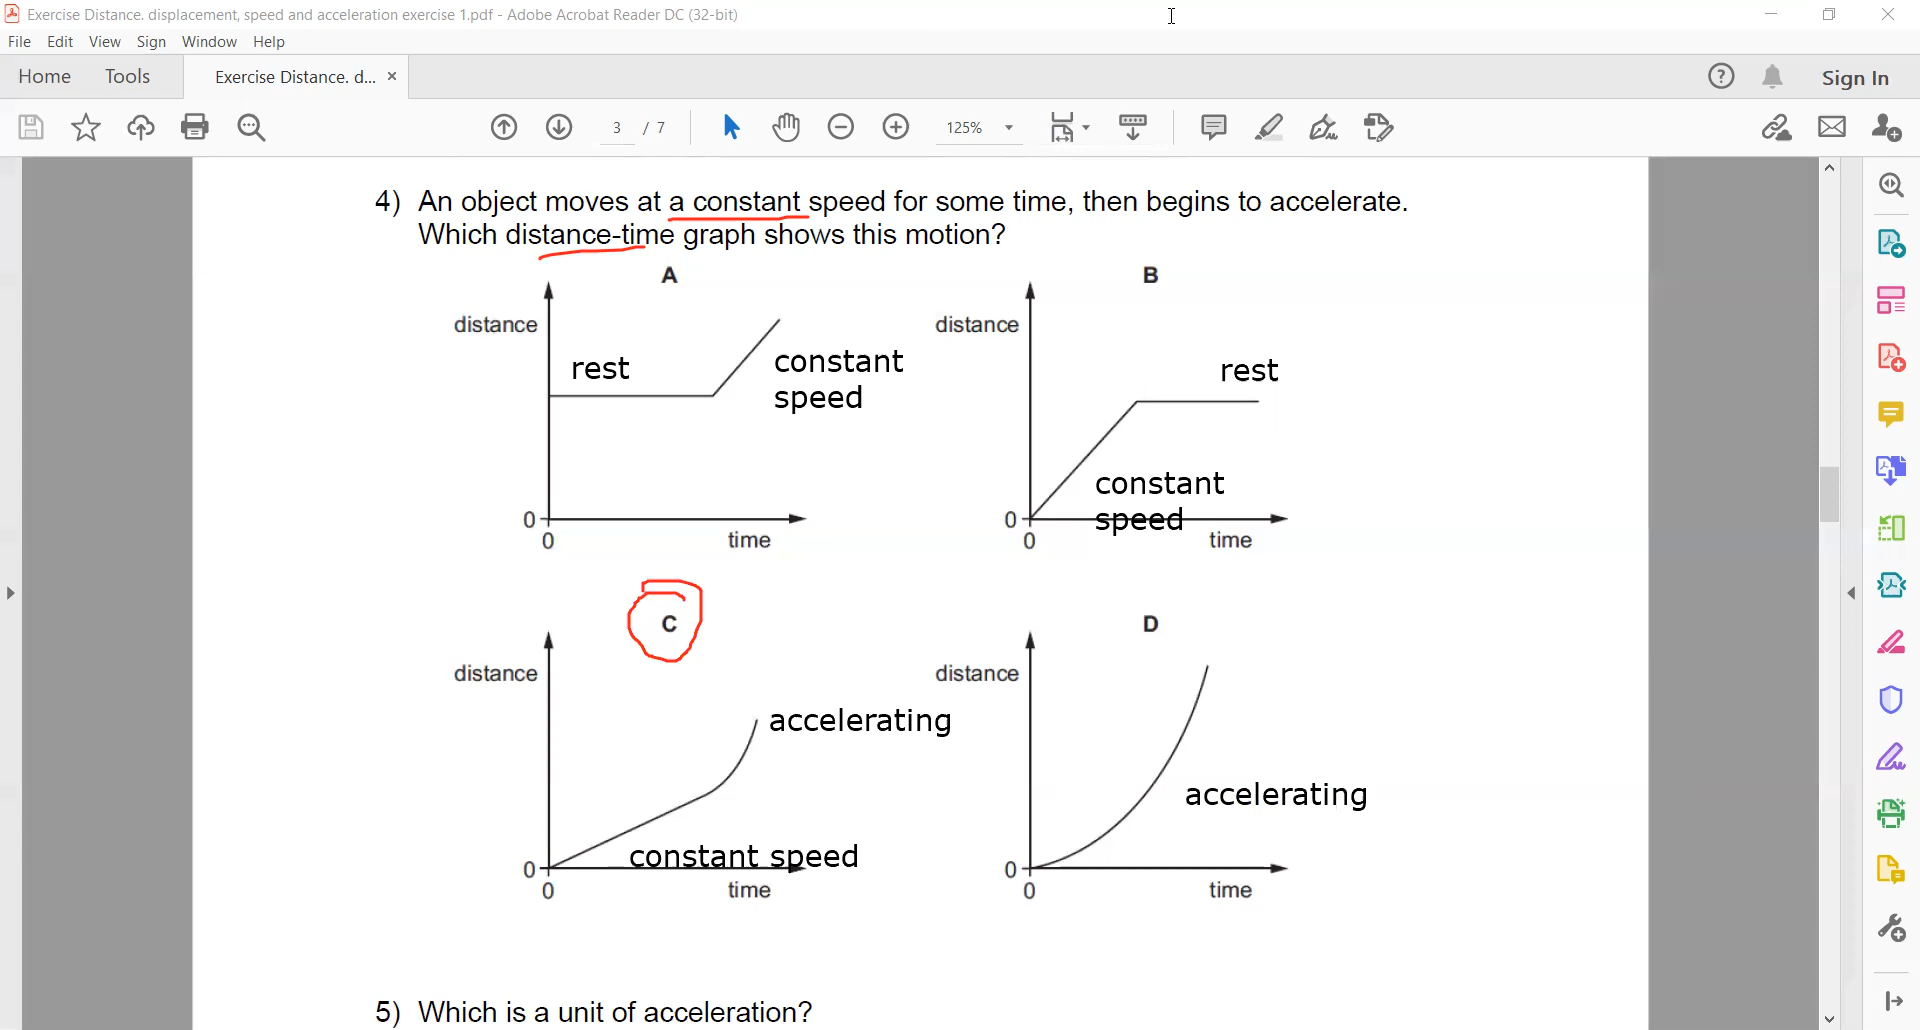 Exercise Distance. displacement, speed and acceleration exercise 1.pdf - Adobe Acrobat Reader DC (32-bit)
File Edit View Sign Window Help
Home Tools Exercise Distance. d... × Sign In
3 / 7 125%
4) An object moves at a constant speed for some time, then begins to accelerate.
Which distance-time graph shows this motion?
A
distance
rest
constant
speed
0
0
time
B
distance
rest
constant
speed
0
0
time
C
distance
accelerating
constant speed
0
0
time
D
distance
accelerating
0
0
time
5) Which is a unit of acceleration?